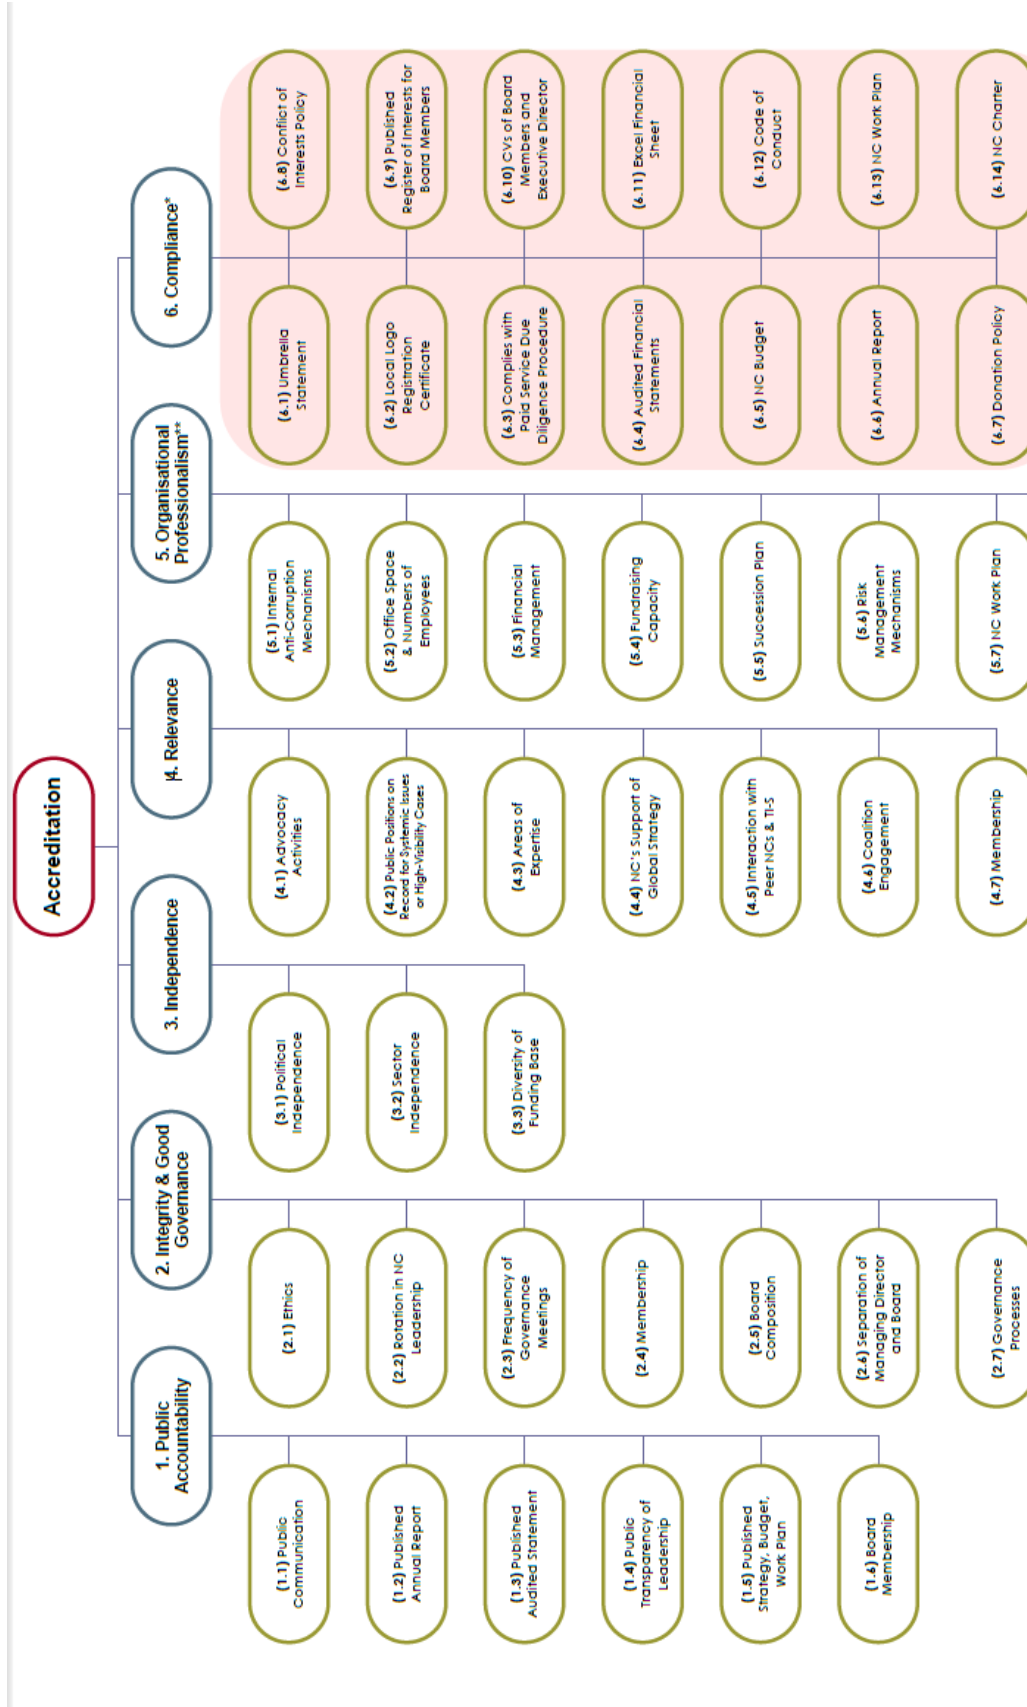 Accreditation
1. Public
Accountability
(1.1) Public
Communication
(1.2) Published
Annual Report
(1.3) Published
Audited Statement
(1.4) Public
Transparency of
Leadership
(1.5) Published
Strategy, Budget,
Work Plan
(1.6) Board
Membership
2. Integrity & Good
Governance
(2.1) Ethics
(2.2) Rotation in NC
Leadership
(2.3) Frequency of
Governance
Meetings
(2.4) Membership
(2.5) Board
Composition
(2.6) Separation of
Managing Director
and Board
(2.7) Governance
Processes
3. Independence
(3.1) Political
Independence
(3.2) Sector
Independence
(3.3) Diversity of
Funding Base
4. Relevance
(4.1) Advocacy
Activities
(4.2) Public Positions on
Record for Systemic Issues
or High-Visibility Cases
(4.3) Areas of
Expertise
(4.4) NC's Support of
Global Strategy
(4.5) Interaction with
Peer NCs & TI-S
(4.6) Coalition
Engagement
(4.7) Membership
5. Organisational
Professionalism**
(5.1) Internal
Anti-Corruption
Mechanisms
(5.2) Office Space
& Numbers of
Employees
(5.3) Financial
Management
(5.4) Fundraising
Capacity
(5.5) Succession Plan
(5.6) Risk
Management
Mechanisms
(5.7) NC Work Plan
6. Compliance*
(6.1) Umbrella
Statement
(6.2) Local Logo
Registration
Certificate
(6.3) Complies with
Paid Service Due
Diligence Procedure
(6.4) Audited Financial
Statements
(6.5) NC Budget
(6.6) Annual Report
(6.7) Donation Policy
(6.8) Conflict of
Interests Policy
(6.9) Published
Register of Interests for
Board Members
(6.10) CVs of Board
Members and
Executive Director
(6.11) Excel Financial
Sheet
(6.12) Code of
Conduct
(6.13) NC Work Plan
(6.14) NC Charter